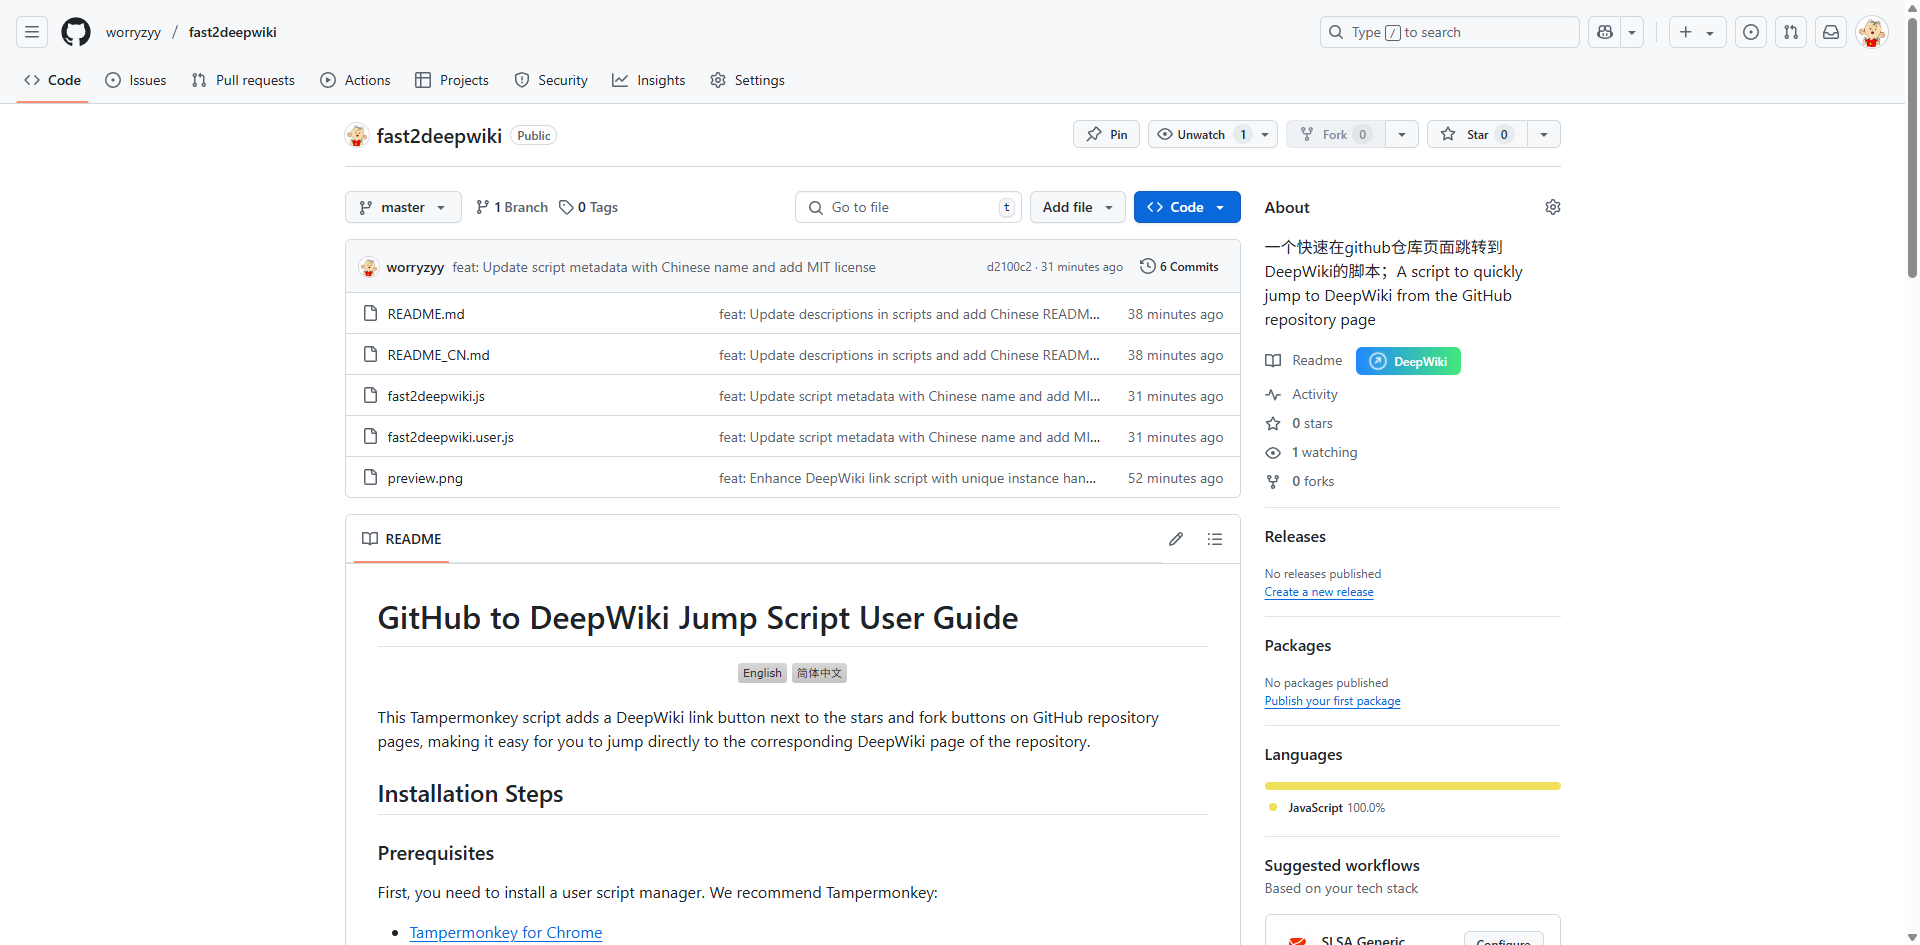 worryzyy / fast2deepwiki
Type / to search
Code Issues Pull requests Actions Projects Security Insights Settings
fast2deepwiki Public
Pin Unwatch 1 Fork 0 Star 0
master 1 Branch 0 Tags Go to file t Add file Code
worryzyy feat: Update script metadata with Chinese name and add MIT license d2100c2 · 31 minutes ago 6 Commits
README.md feat: Update descriptions in scripts and add Chinese READM... 38 minutes ago
README_CN.md feat: Update descriptions in scripts and add Chinese READM... 38 minutes ago
fast2deepwiki.js feat: Update script metadata with Chinese name and add MI... 31 minutes ago
fast2deepwiki.user.js feat: Update script metadata with Chinese name and add MI... 31 minutes ago
preview.png feat: Enhance DeepWiki link script with unique instance han... 52 minutes ago
README
GitHub to DeepWiki Jump Script User Guide
English 简体中文
This Tampermonkey script adds a DeepWiki link button next to the stars and fork buttons on GitHub repository
pages, making it easy for you to jump directly to the corresponding DeepWiki page of the repository.
Installation Steps
Prerequisites
First, you need to install a user script manager. We recommend Tampermonkey:
Tampermonkey for Chrome
About
一个快速在github仓库页面跳转到
DeepWiki的脚本；A script to quickly
jump to DeepWiki from the GitHub
repository page
Readme DeepWiki
Activity
0 stars
1 watching
0 forks
Releases
No releases published
Create a new release
Packages
No packages published
Publish your first package
Languages
JavaScript 100.0%
Suggested workflows
Based on your tech stack
SLSA Generic Configure